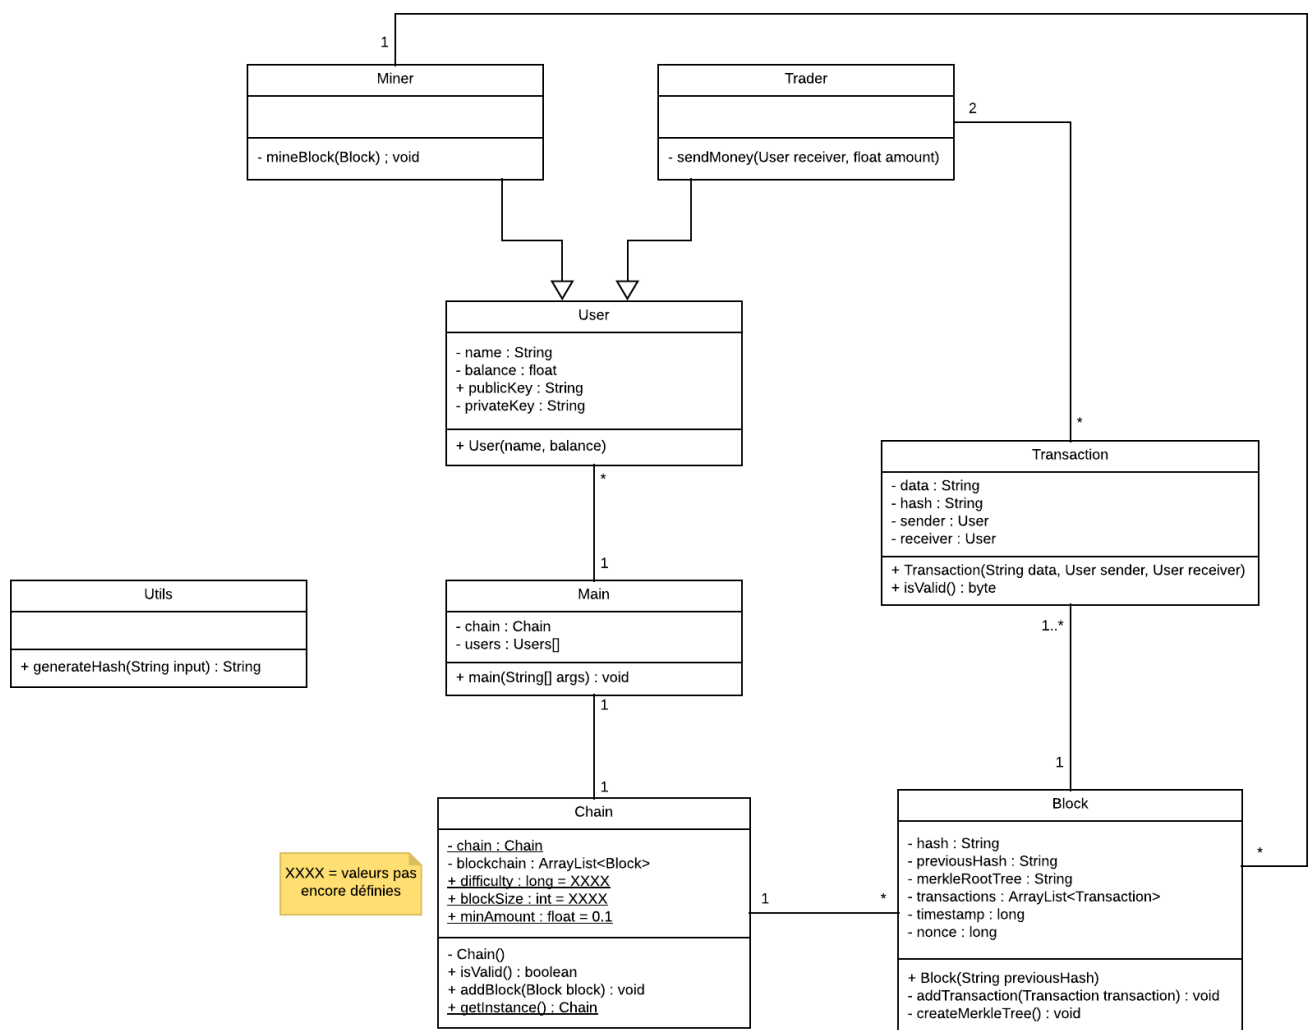 1
Miner
- mineBlock(Block) ; void
Trader
- sendMoney(User receiver, float amount)
2
*
User
- name : String
- balance : float
+ publicKey : String
- privateKey : String
+ User(name, balance)
*
1
Transaction
- data : String
- hash : String
- sender : User
- receiver : User
+ Transaction(String data, User sender, User receiver)
+ isValid() : byte
1..*
1
Utils
+ generateHash(String input) : String
Main
- chain : Chain
- users : Users[]
+ main(String[] args) : void
1
1
XXXX = valeurs pas
encore définies
Chain
- chain : Chain
- blockchain : ArrayList<Block>
+ difficulty : long = XXXX
+ blockSize : int = XXXX
+ minAmount : float = 0.1
- Chain()
+ isValid() : boolean
+ addBlock(Block block) : void
+ getInstance() : Chain
1
*
Block
- hash : String
- previousHash : String
- merkleRootTree : String
- transactions : ArrayList<Transaction>
- timestamp : long
- nonce : long
+ Block(String previousHash)
- addTransaction(Transaction transaction) : void
- createMerkleTree() : void
*